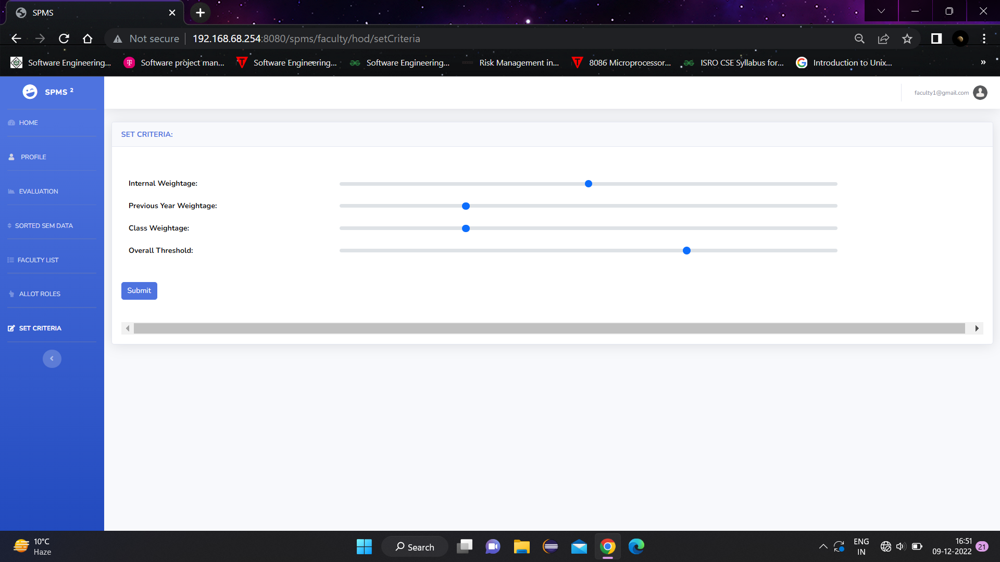 SPMS
Not secure 192.168.68.254:8080/spms/faculty/hod/setCriteria
Software Engineering... Software project man... Software Engineering... Software Engineering... Risk Management in... 8086 Microprocessor... ISRO CSE Syllabus for... Introduction to Unix... »
SPMS 2
faculty1@gmail.com
HOME
PROFILE
EVALUATION
SORTED SEM DATA
FACULTY LIST
ALLOT ROLES
SET CRITERIA
SET CRITERIA:
Internal Weightage:
Previous Year Weightage:
Class Weightage:
Overall Threshold:
Submit
10°C
Haze
Search
ENG
IN
16:51
09-12-2022
21